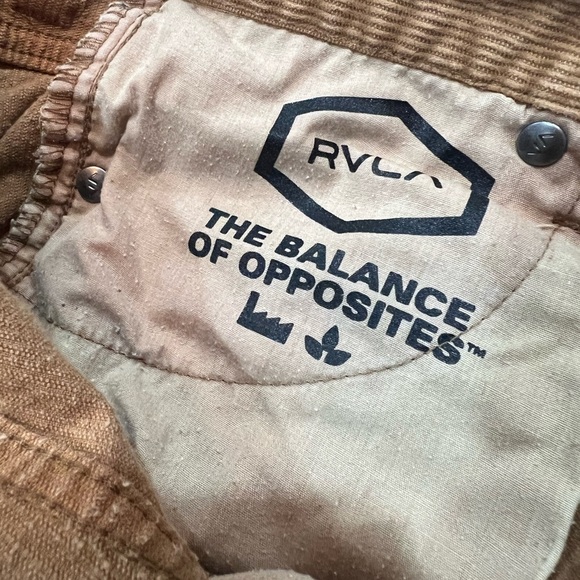 RVCA
THE BALANCE
OF OPPOSITES™